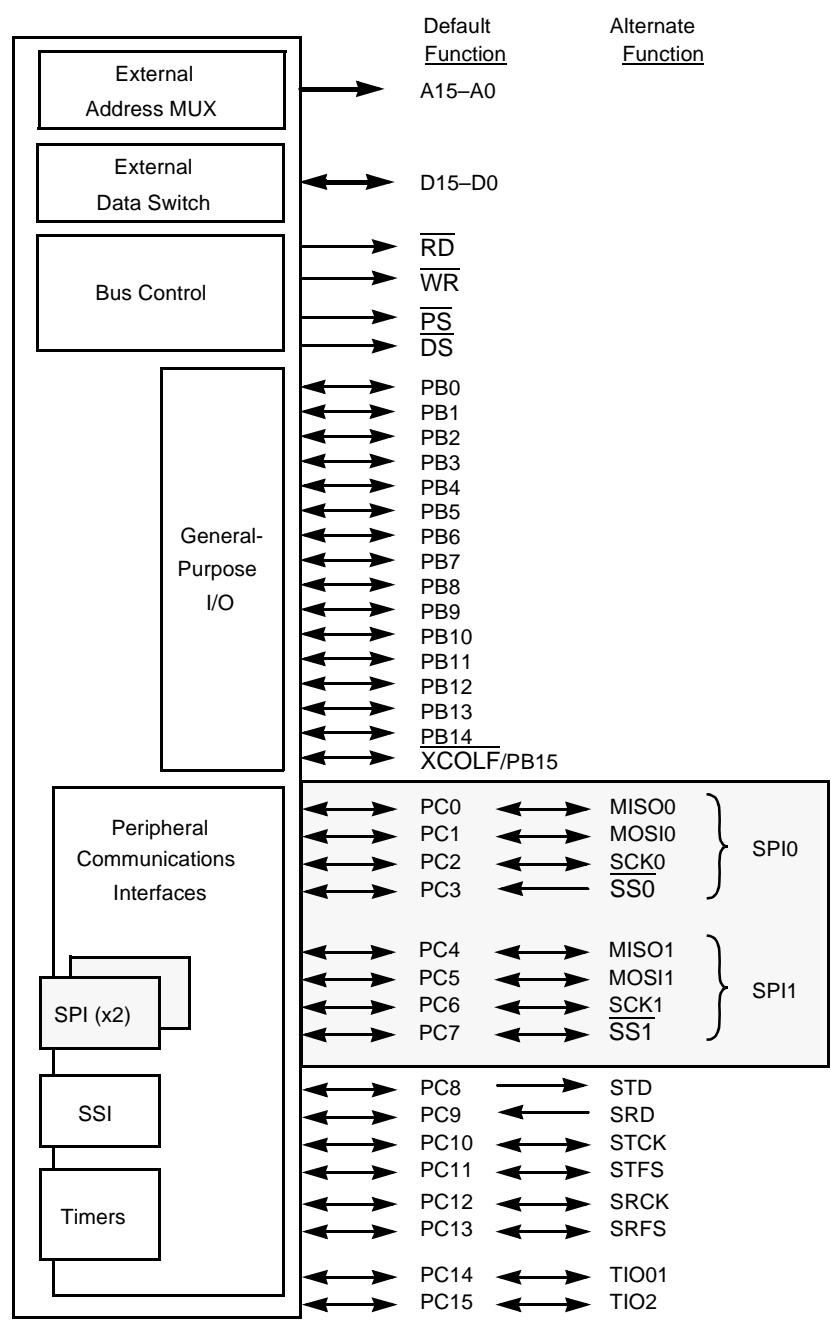 Default Alternate
Function Function
External
Address MUX
A15–A0
External
Data Switch
D15–D0
Bus Control
RD
WR
PS
DS
General-
Purpose
I/O
PB0
PB1
PB2
PB3
PB4
PB5
PB6
PB7
PB8
PB9
PB10
PB11
PB12
PB13
PB14
XCOLF/PB15
Peripheral
Communications
Interfaces
PC0 MISO0
PC1 MOSI0
PC2 SCK0
PC3 SS0
SPI0
PC4 MISO1
PC5 MOSI1
PC6 SCK1
PC7 SS1
SPI1
SPI (x2)
SSI
Timers
PC8 STD
PC9 SRD
PC10 STCK
PC11 STFS
PC12 SRCK
PC13 SRFS
PC14 TIO01
PC15 TIO2